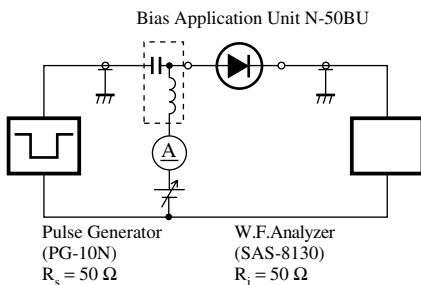 Bias Application Unit N-50BU
A
Pulse Generator
(PG-10N)
Rs = 50 Ω
W.F.Analyzer
(SAS-8130)
Ri = 50 Ω